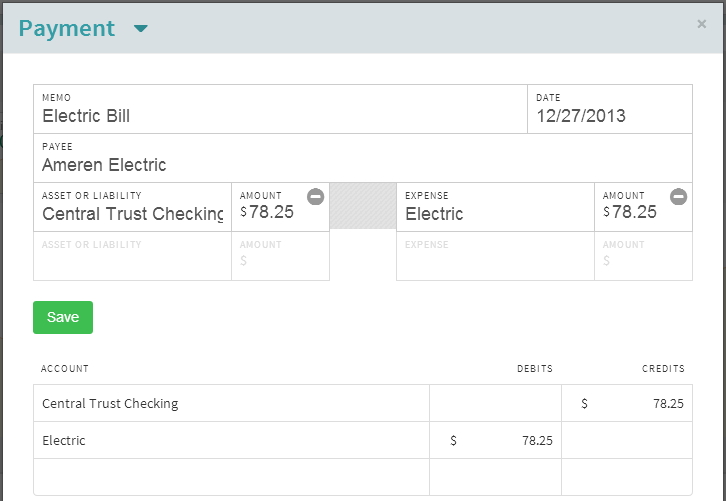 Payment
×
MEMO
DATE
Electric Bill
12/27/2013
PAYEE
Ameren Electric
ASSET OR LIABILITY
AMOUNT
EXPENSE
AMOUNT
Central Trust Checking
$78.25
Electric
$78.25
ASSET OR LIABILITY
AMOUNT
EXPENSE
AMOUNT
$
$
Save
ACCOUNT
DEBITS
CREDITS
Central Trust Checking
$ 78.25
Electric
$ 78.25